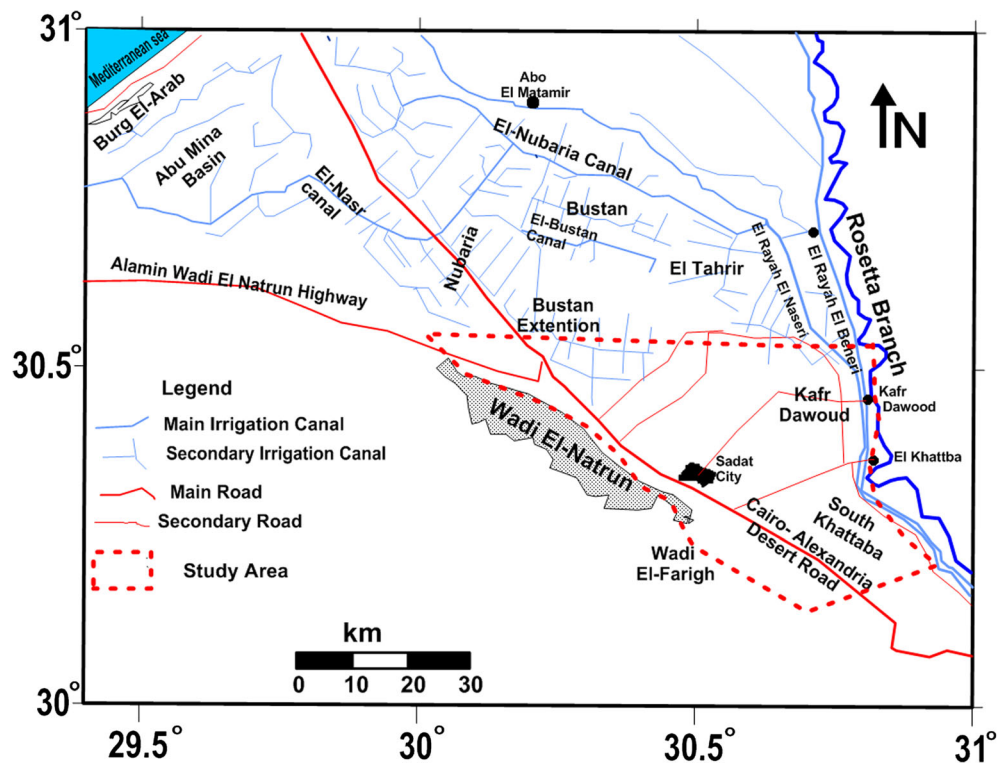 31°
Mediterranean sea
Burg El-Arab
Abu Mina
Basin
Abo
El Matamir
El-Nubaria Canal
N
El-Nasr
canal
Bustan
El-Bustan
Canal
Nubaria
El Tahrir
El Rayah El Naseri
El Rayah El Beheri
Rosetta Branch
Alamin Wadi El Natrun Highway
Bustan
Extention
30.5°
Legend
Main Irrigation Canal
Secondary Irrigation Canal
Main Road
Secondary Road
Study Area
Wadi El-Natrun
Kafr
Dawoud
Kafr
Dawood
El Khattba
Sadat
City
South
Khattaba
Cairo- Alexandria
Desert Road
Wadi
El-Farigh
km
0 10 20 30
30°
29.5° 30° 30.5° 31°